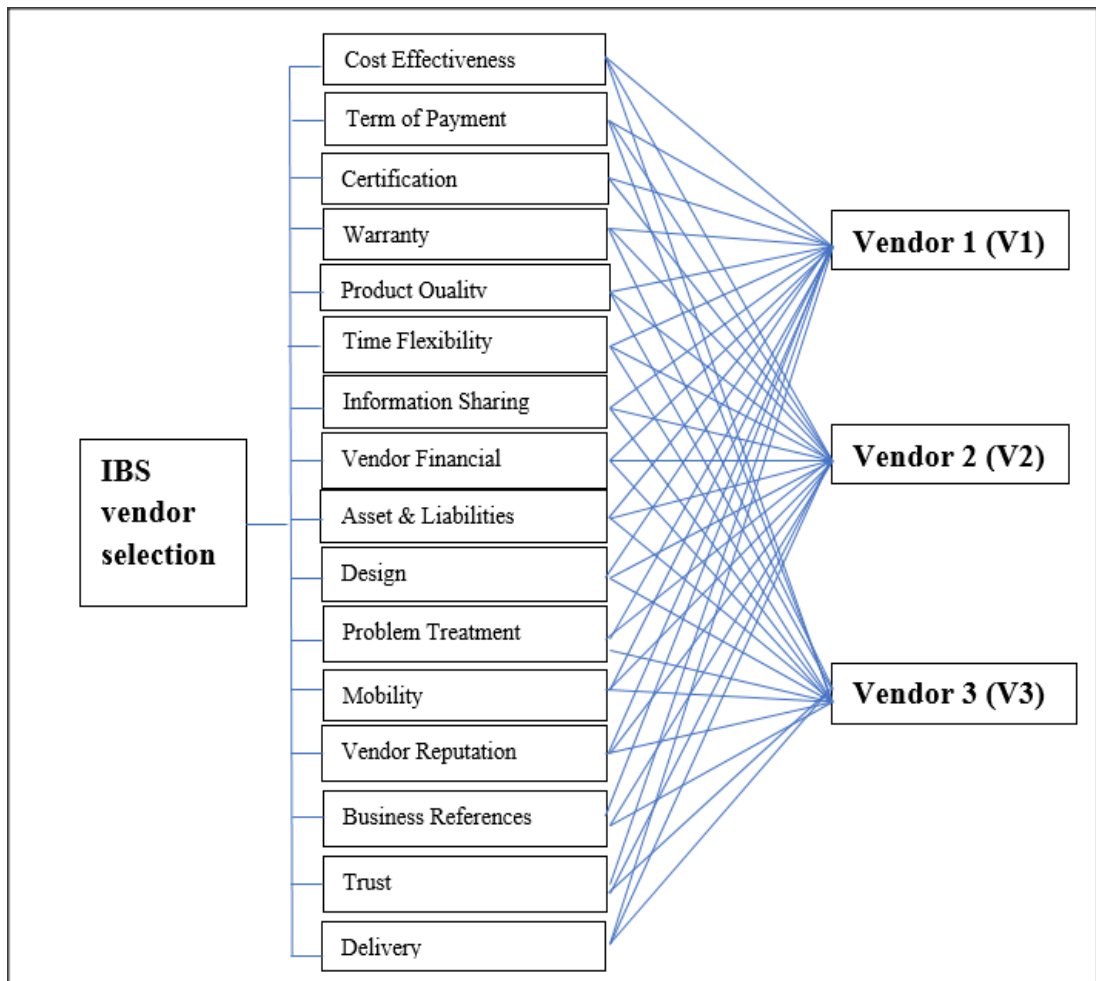 Cost Effectiveness
Term of Payment
Certification
Warranty
Product Quality
Time Flexibility
Information Sharing
Vendor Financial
Asset & Liabilities
Design
Problem Treatment
Mobility
Vendor Reputation
Business References
Trust
Delivery
IBS
vendor
selection
Vendor 1 (V1)
Vendor 2 (V2)
Vendor 3 (V3)